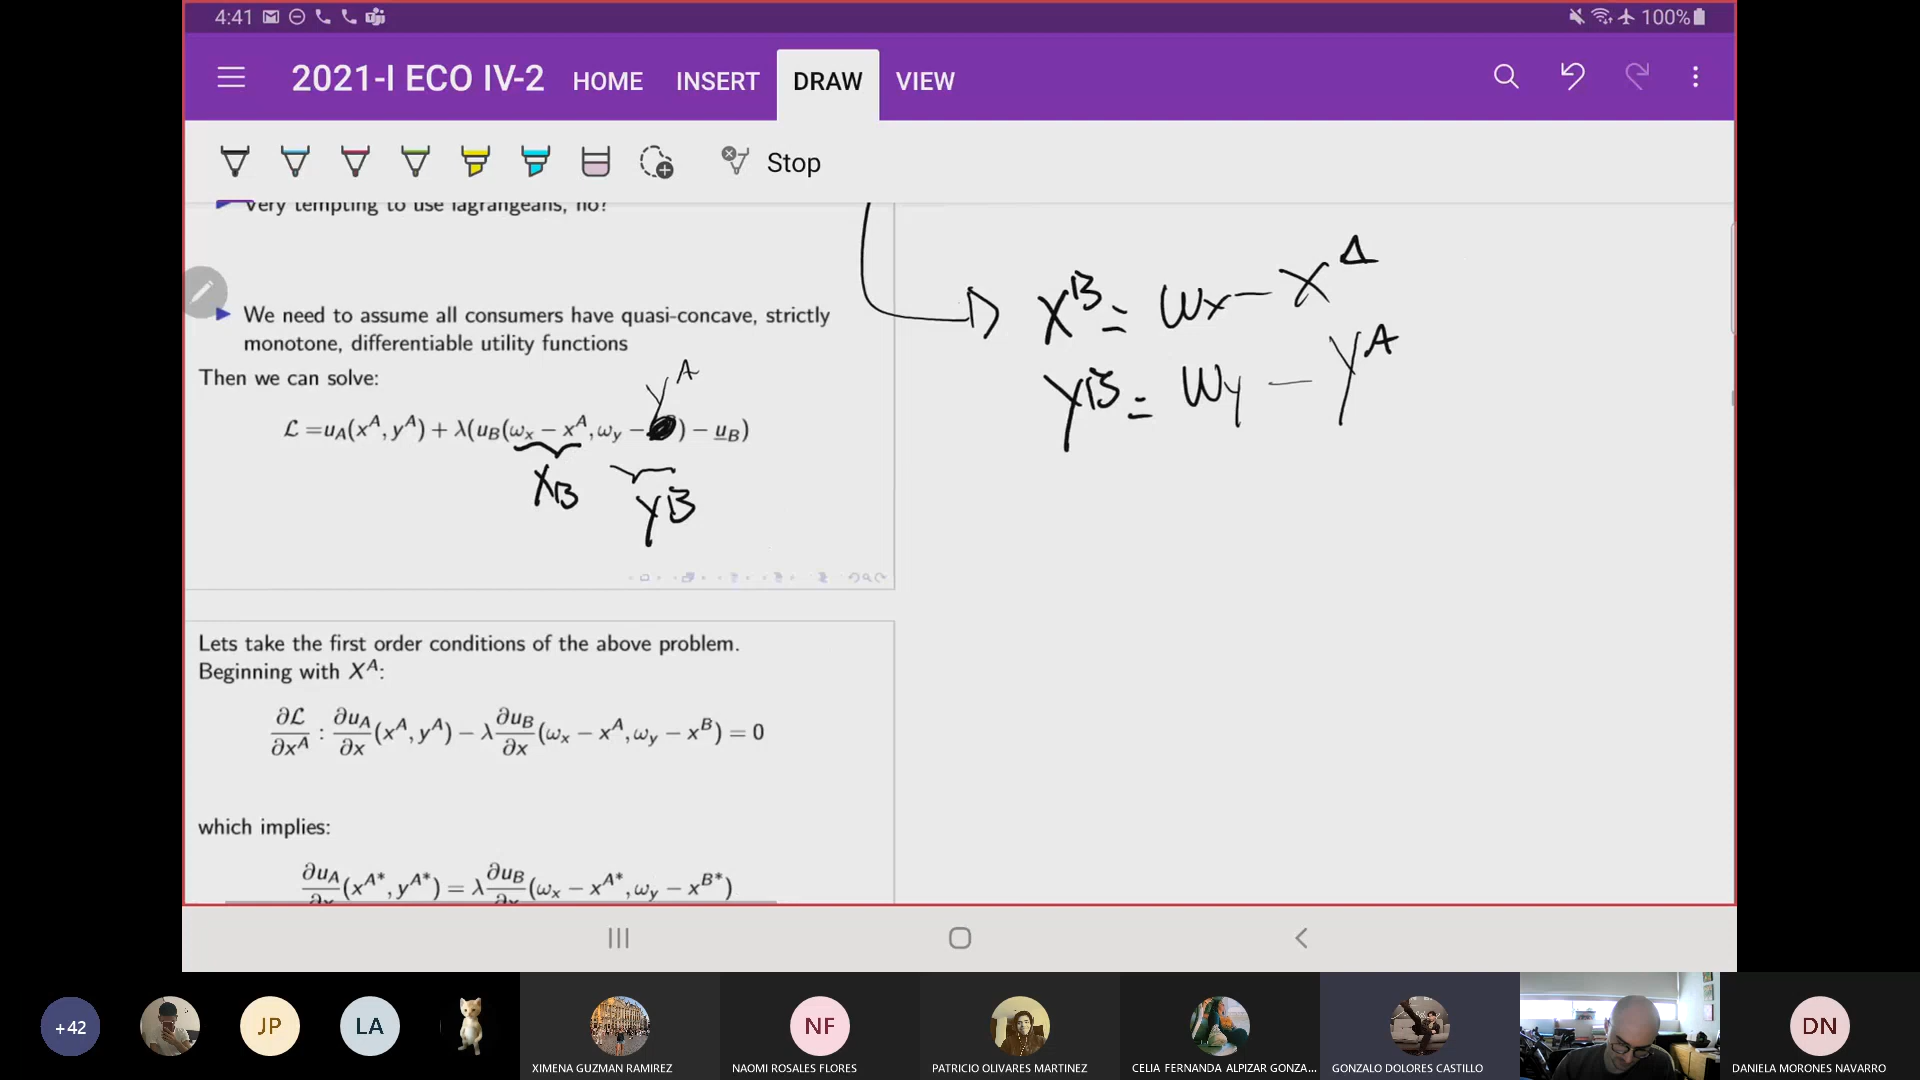 4:41 100%
2021-I ECO IV-2 HOME INSERT DRAW VIEW
Stop
Very tempting to use lagrangeans, no?
We need to assume all consumers have quasi-concave, strictly
monotone, differentiable utility functions
Then we can solve:
y^A
ℒ =u_A(x^A, y^A) + λ(u_B(ω_x − x^A, ω_y − ) − u_B)
X_B
y^B
X^B = ω_x − X^A
y^B = ω_y − y^A
Lets take the first order conditions of the above problem.
Beginning with X^A:
∂ℒ/∂x^A : ∂u_A/∂x (x^A, y^A) − λ ∂u_B/∂x (ω_x − x^A, ω_y − x^B) = 0
which implies:
∂u_A/∂x (x^A*, y^A*) = λ ∂u_B/∂x (ω_x − x^A*, ω_y − x^B*)
+42
JP
LA
XIMENA GUZMAN RAMIREZ
NF
NAOMI ROSALES FLORES
PATRICIO OLIVARES MARTINEZ
CELIA FERNANDA ALPIZAR GONZA...
GONZALO DOLORES CASTILLO
DN
DANIELA MORONES NAVARRO